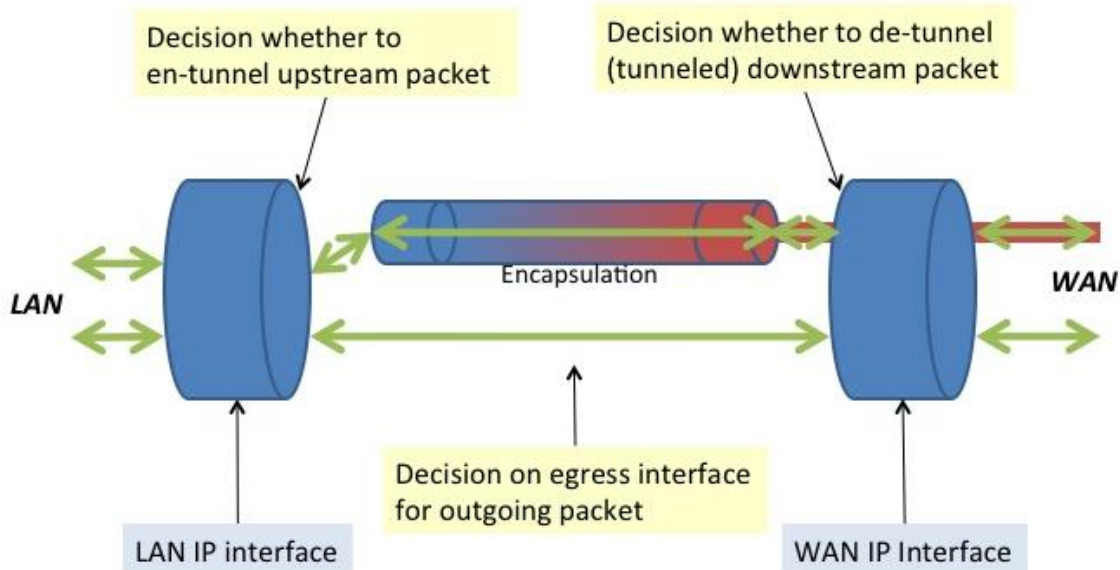 Decision whether to
en-tunnel upstream packet
Decision whether to de-tunnel
(tunneled) downstream packet
Encapsulation
LAN
WAN
Decision on egress interface
for outgoing packet
LAN IP interface
WAN IP Interface